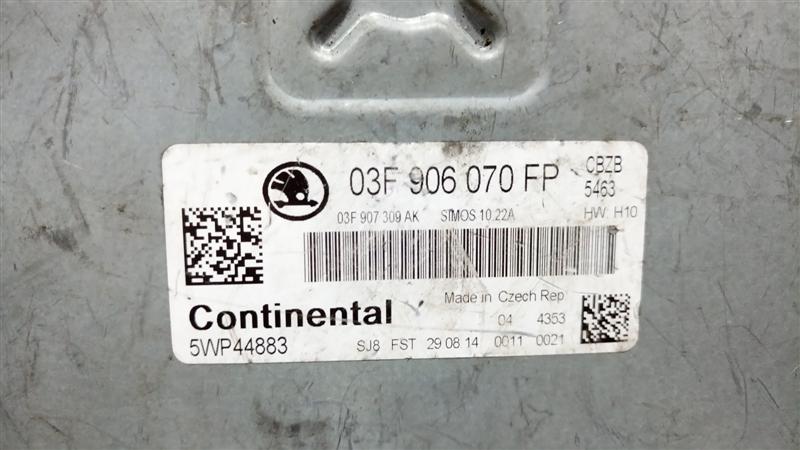 03F 906 070 FP
CBZB
5463
03F 907 309 AK SIMOS 10.22A HW: H10
Continental
Made in Czech Rep
04 4353
5WP44883
SJ8 FST 29 08 14 0011 0021